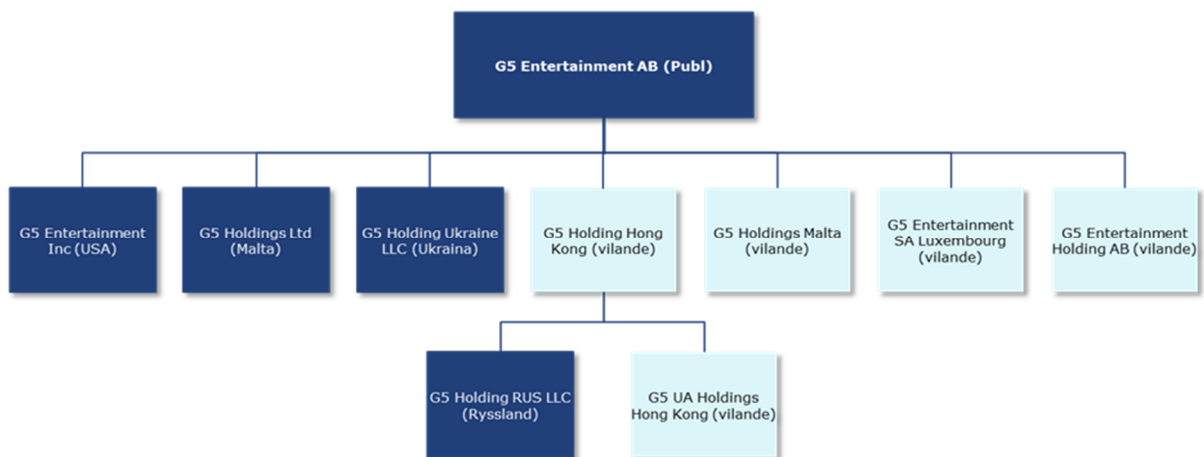 G5 Entertainment AB (Publ)
G5 Entertainment
Inc (USA)
G5 Holdings Ltd
(Malta)
G5 Holding Ukraine
LLC (Ukraina)
G5 Holding Hong
Kong (vilande)
G5 Holdings Malta
(vilande)
G5 Entertainment
SA Luxembourg
(vilande)
G5 Entertainment
Holding AB (vilande)
G5 Holding RUS LLC
(Ryssland)
G5 UA Holdings
Hong Kong (vilande)